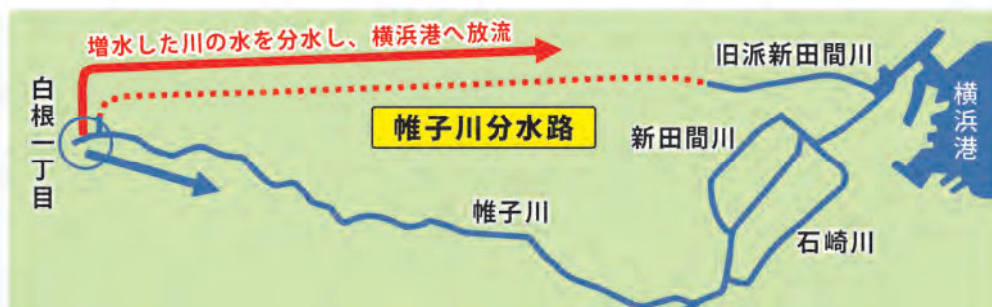 増水した川の水を分水し、横浜港へ放流
旧派新田間川
白根一丁目
帷子川分水路
新田間川
横浜港
帷子川
石崎川